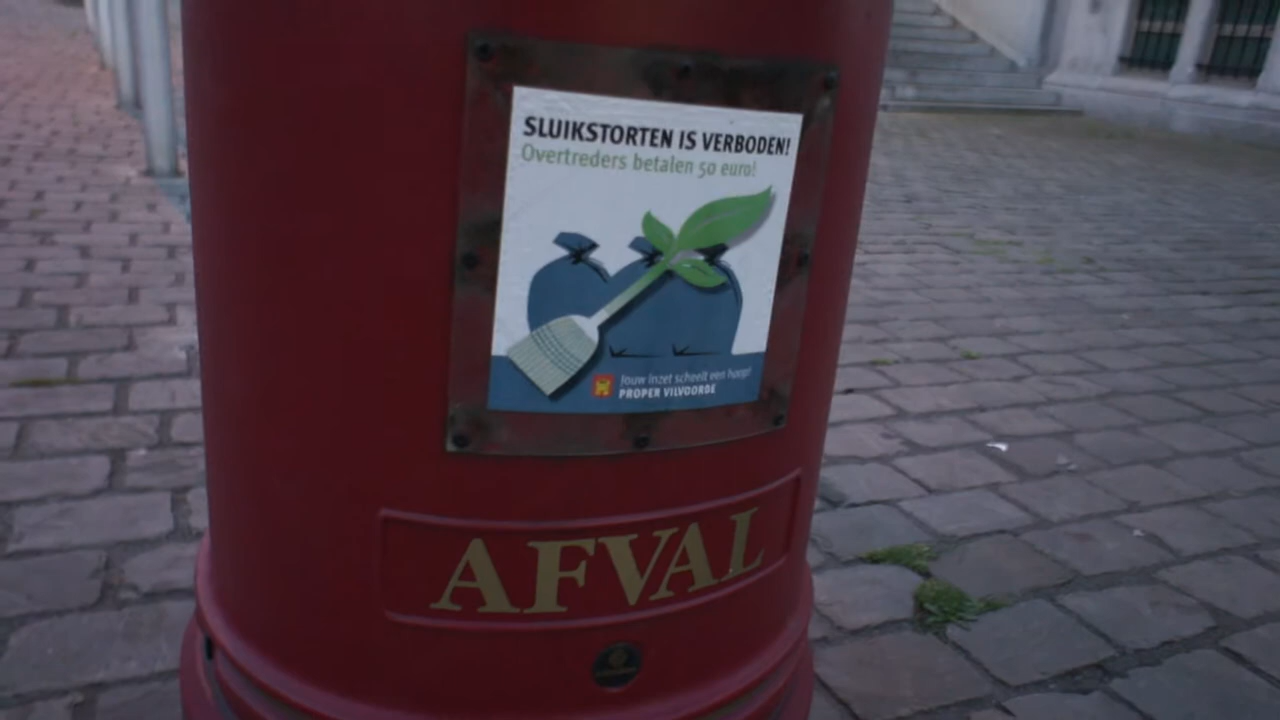 SLUIKSTORTEN IS VERBODEN!
Overtreders betalen 50 euro!
Jouw inzet scheelt een hoop!
PROPER VILVOORDE
AFVAL